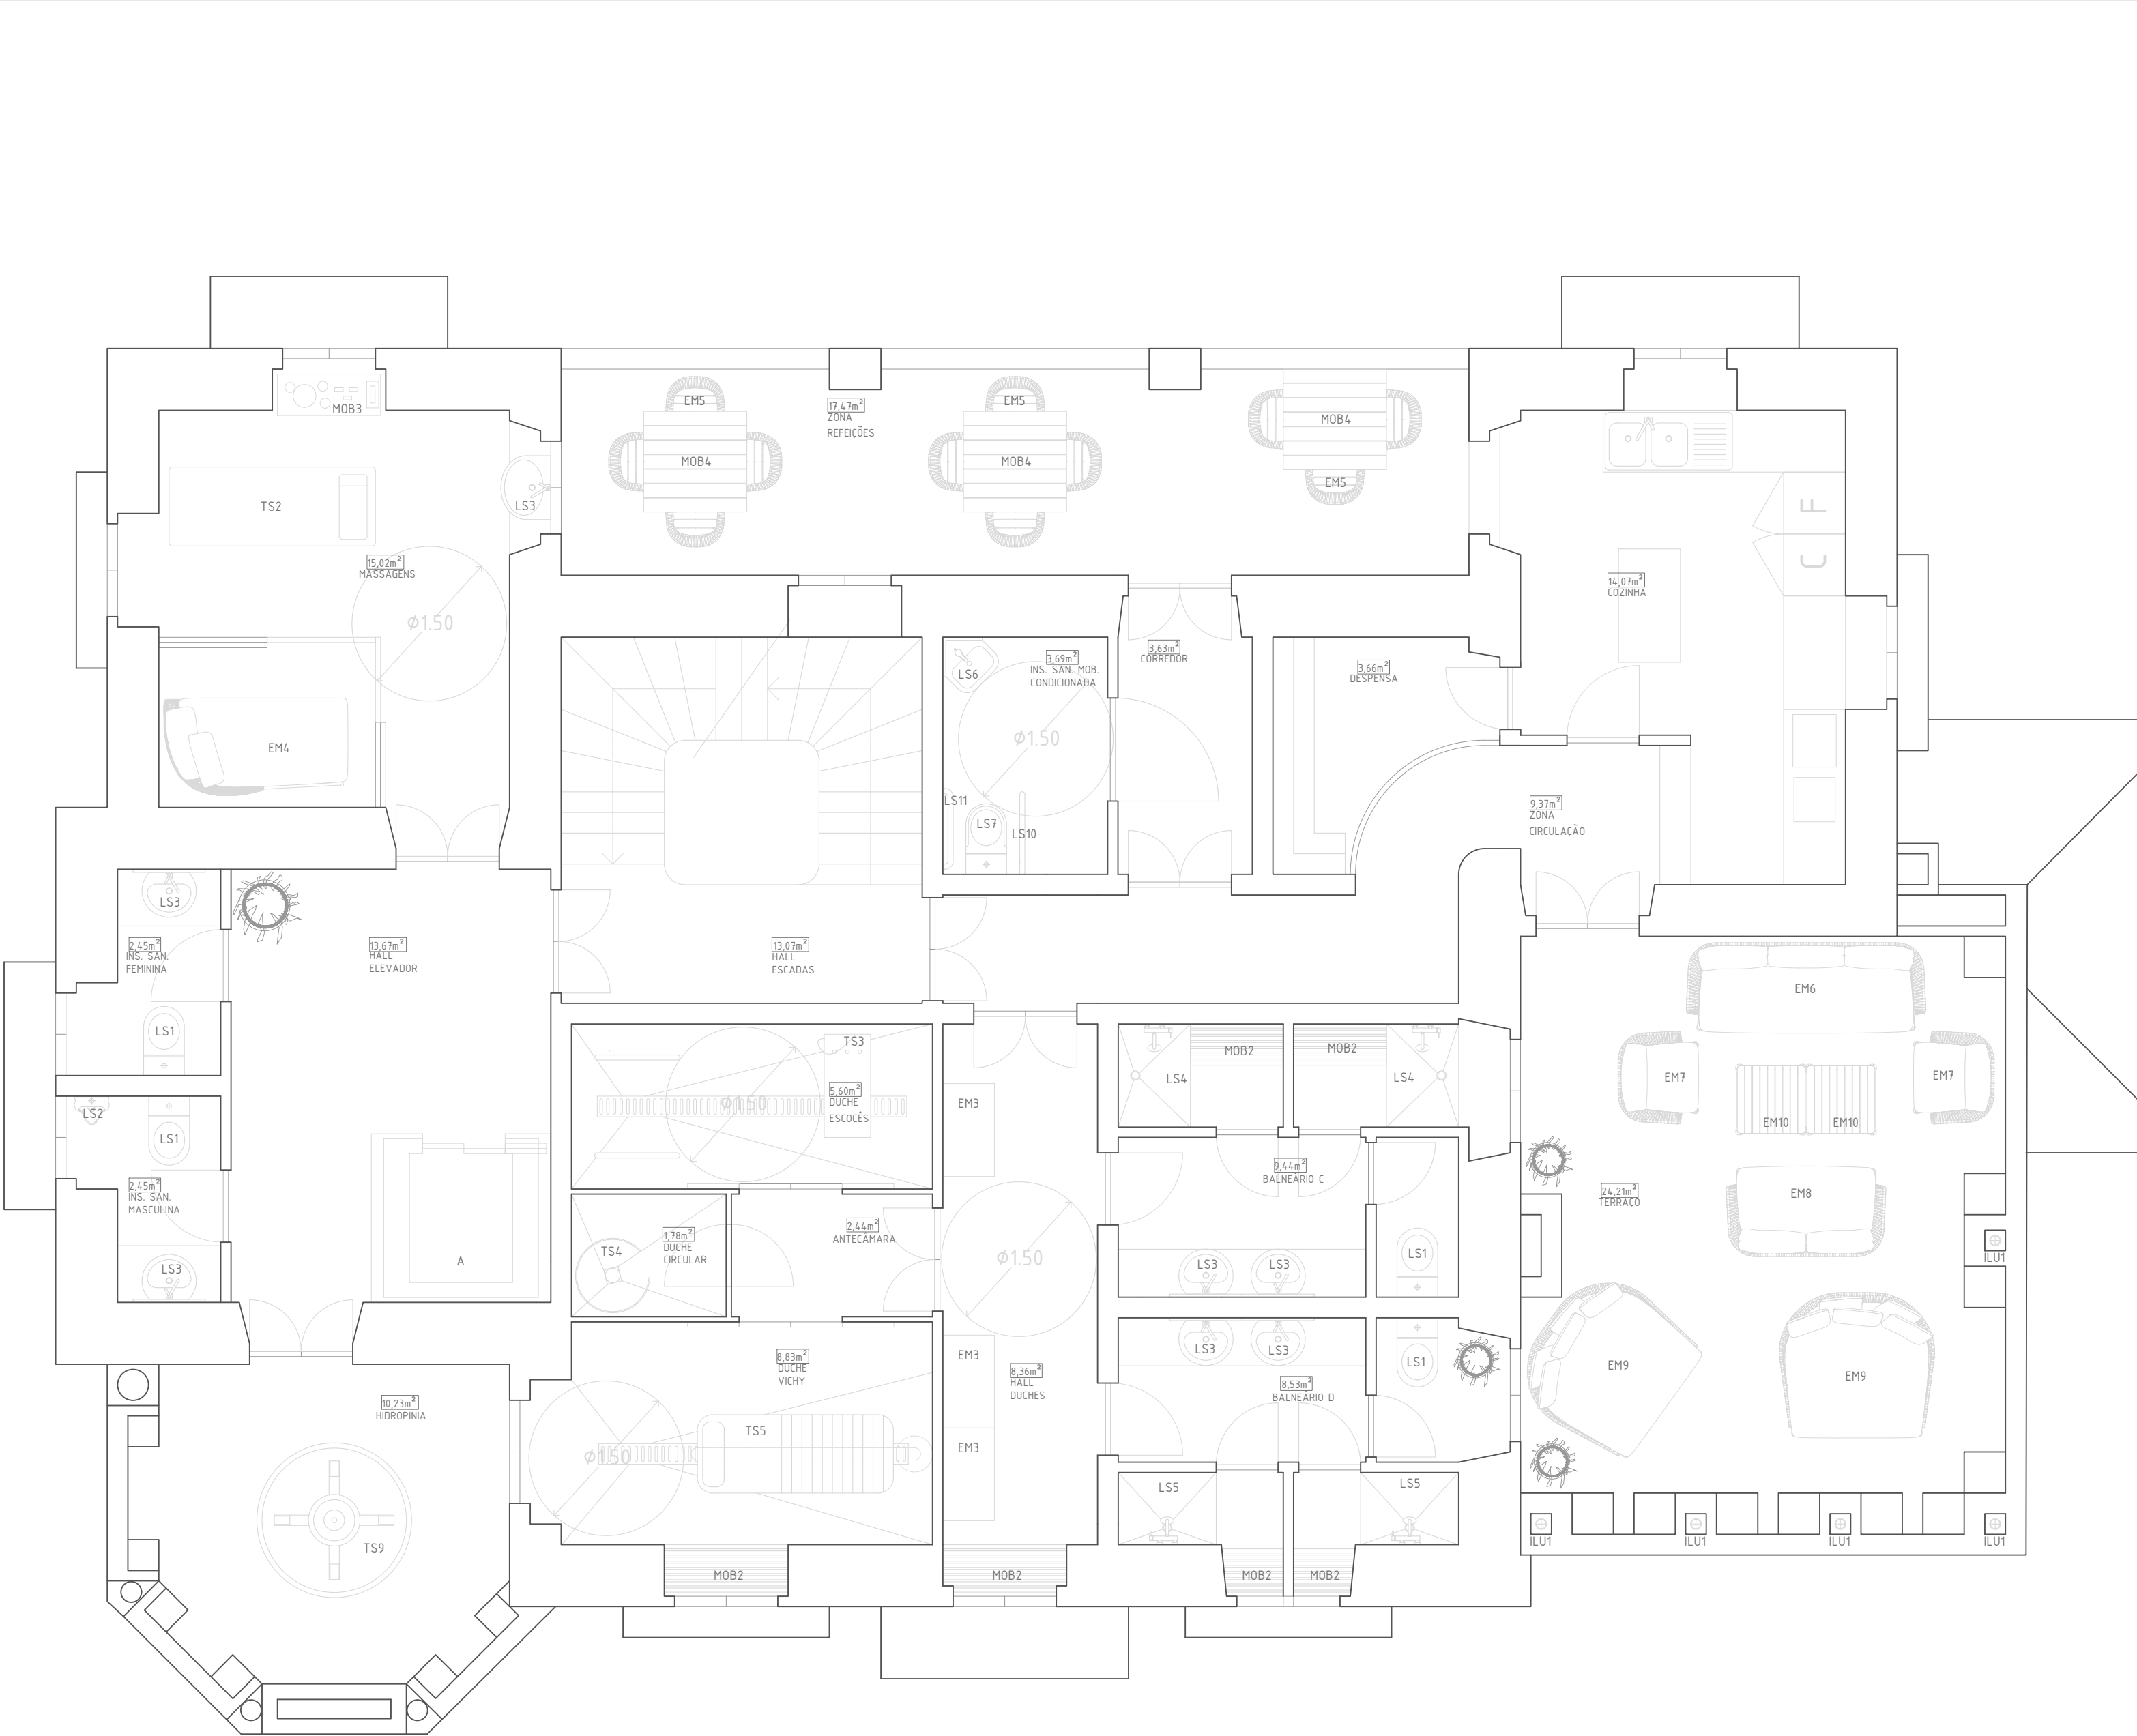 MOB3
EM5
EM5
17,47m²
ZONA
REFEIÇÕES
MOB4
MOB4
MOB4
EM5
TS2
LS3
F
C
15,02m²
MASSAGENS
14,07m²
COZINHA
⌀1.50
3,69m²
INS. SAN. MOB.
CONDICIONADA
3,63m²
CORREDOR
3,66m²
DESPENSA
LS6
⌀1.50
EM4
LS11
LS7
LS10
9,37m²
ZONA
CIRCULAÇÃO
LS3
2,45m²
INS. SAN.
FEMININA
13,67m²
HALL
ELEVADOR
13,07m²
HALL
ESCADAS
LS1
EM6
TS3
MOB2
MOB2
LS4
LS4
EM7
EM7
5,60m²
DUCHE
ESCOCÊS
⌀1.50
EM3
EM10
EM10
LS2
LS1
2,45m²
INS. SAN.
MASCULINA
9,44m²
BALNEÁRIO C
24,21m²
TERRAÇO
EM8
1,78m²
DUCHE
CIRCULAR
2,44m²
ANTECÂMARA
TS4
⌀1.50
A
LS3
LS3
LS3
LS1
ILU1
8,83m²
DUCHE
VICHY
EM3
8,36m²
HALL
DUCHES
LS3
LS3
LS1
EM9
EM9
8,53m²
BALNEÁRIO D
10,23m²
HIDROPINIA
TS5
⌀1.50
EM3
LS5
LS5
TS9
MOB2
MOB2
MOB2
MOB2
ILU1
ILU1
ILU1
ILU1